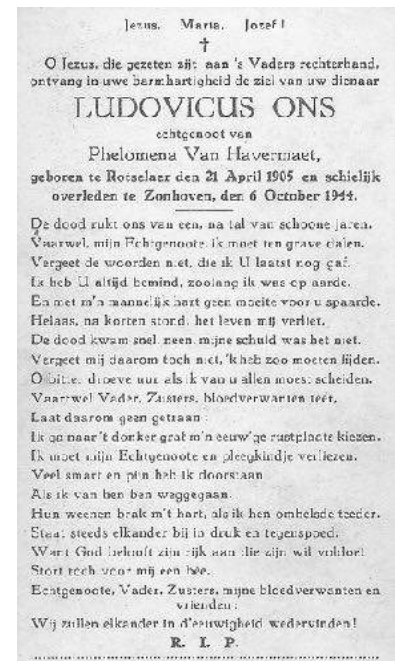 Jezus, Maria, Jozef!
†
O Jezus, die gezeten zijt aan 's Vaders rechterhand,
ontvang in uwe barmhartigheid de ziel van uw dienaar
LUDOVICUS ONS
echtgenoot van
Phelomena Van Havermaet,
geboren te Rotselaer den 21 April 1905 en schielijk
overleden te Zonhoven, den 6 October 1944.
De dood rukt ons van een, na tal van schoone jaren.
Vaarwel, mijn Echtgenoote, ik moet ten grave dalen.
Vergeet de woorden niet, die ik U laatst nog gaf.
Ik heb U altijd bemind, zoolang ik was op aarde.
En met m'n mannelijk hart geen moeite voor u spaarde.
Helaas, na korten stond, het leven mij verliet.
De dood kwam snel, neen, mijne schuld was het niet.
Vergeet mij daarom toch niet, 'k heb zoo moeten lijden.
O bitter, droeve uur als ik van u allen moest scheiden.
Vaartwel Vader, Zusters, bloedverwanten teêr,
Laat daarom geen getraan :
Ik ga naar 't donker graf m'n eeuw'ge rustplaats kiezen.
Ik moet mijn Echtgenoote en pleegkindje verliezen.
Veel smart en pijn heb ik doorstaan
Als ik van hen ben weggegaan.
Hun weenen brak m't hart, als ik hen omhelsde teeder.
Staat steeds elkander bij in druk en tegenspoed.
Want God belooft zijn rijk aan die zijn wil voldoet
Stort toch voor mij een bêe.
Echtgenoote, Vader, Zusters, mijne bloedverwanten en
vrienden :
Wij zullen elkander in d'eeuwigheid wedervinden!
R. I. P.